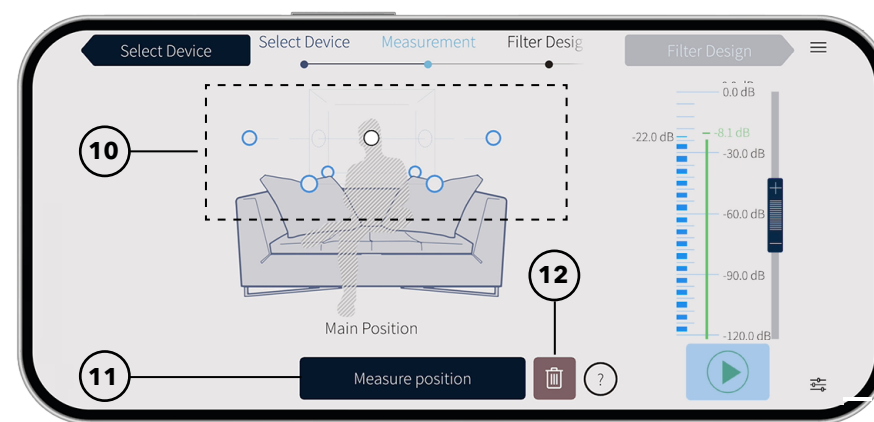 Select Device
Select Device
Measurement
Filter Desig
Filter Design
0.0 dB
-8.1 dB
-22.0 dB
-30.0 dB
10
-60.0 dB
12
-90.0 dB
Main Position
-120.0 dB
11
Measure position
?